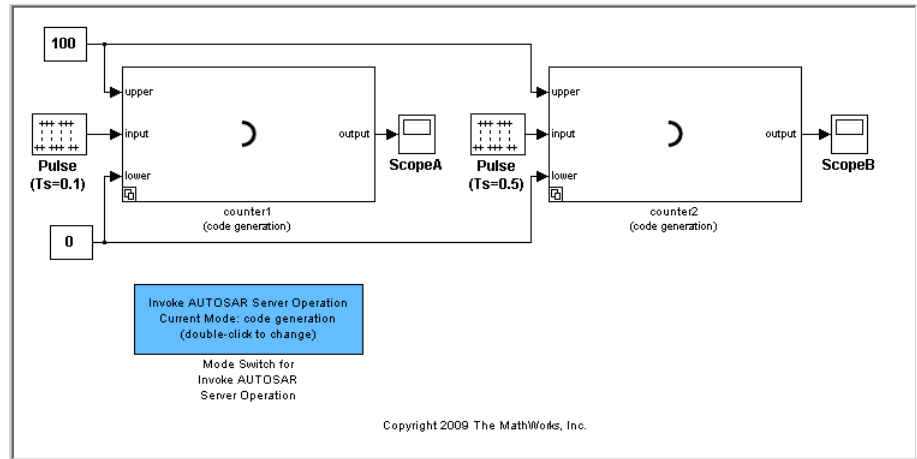 100
upper
input
lower
output
Pulse
(Ts=0.1)
ScopeA
counter1
(code generation)
upper
input
lower
output
Pulse
(Ts=0.5)
ScopeB
counter2
(code generation)
0
Invoke AUTOSAR Server Operation
Current Mode: code generation
(double-click to change)
Mode Switch for
Invoke AUTOSAR
Server Operation
Copyright 2009 The MathWorks, Inc.